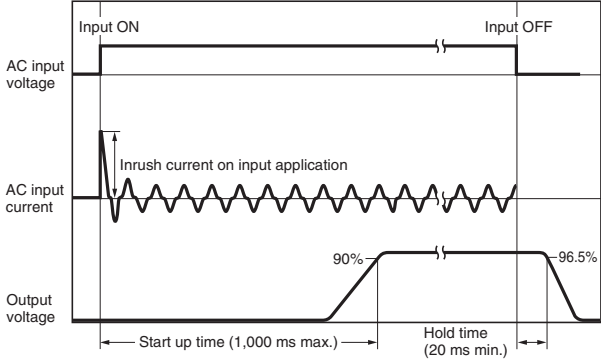 Input ON
Input OFF
AC input
voltage
Inrush current on input application
AC input
current
90%
96.5%
Output
voltage
Start up time (1,000 ms max.)
Hold time
(20 ms min.)